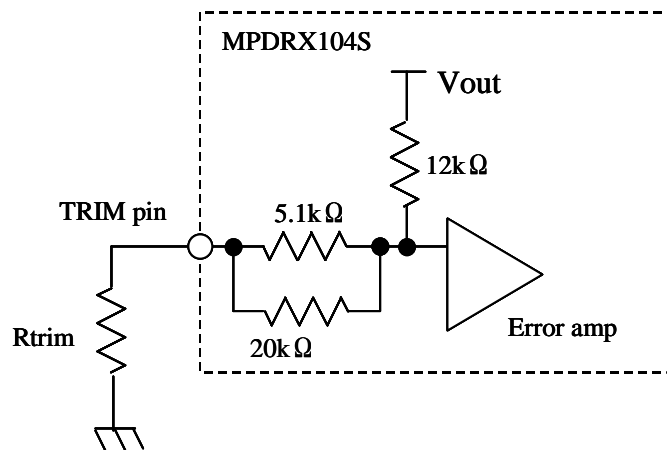 MPDRX104S
Vout
12kΩ
TRIM pin
5.1kΩ
Rtrim
Error amp
20kΩ